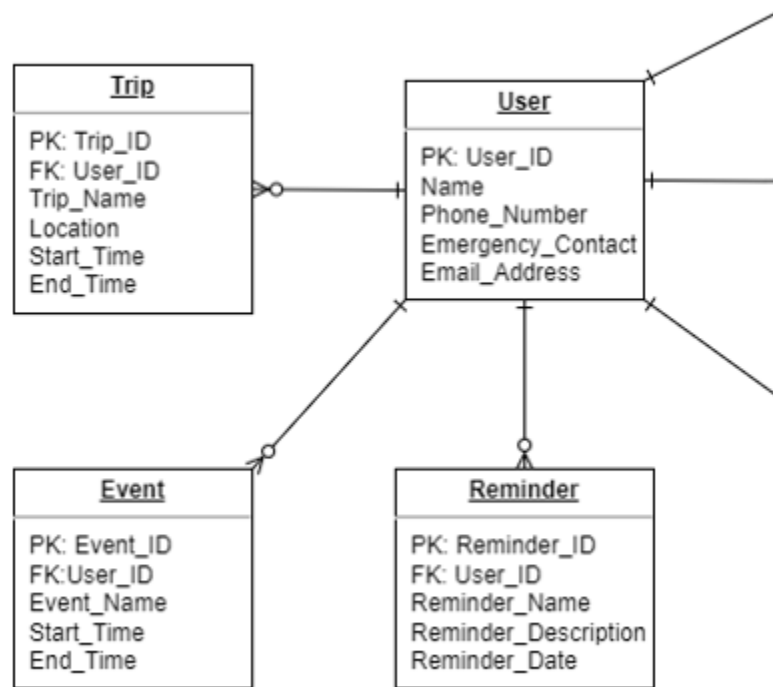 Trip
PK: Trip_ID
FK: User_ID
Trip_Name
Location
Start_Time
End_Time
User
PK: User_ID
Name
Phone_Number
Emergency_Contact
Email_Address
Event
PK: Event_ID
FK:User_ID
Event_Name
Start_Time
End_Time
Reminder
PK: Reminder_ID
FK: User_ID
Reminder_Name
Reminder_Description
Reminder_Date